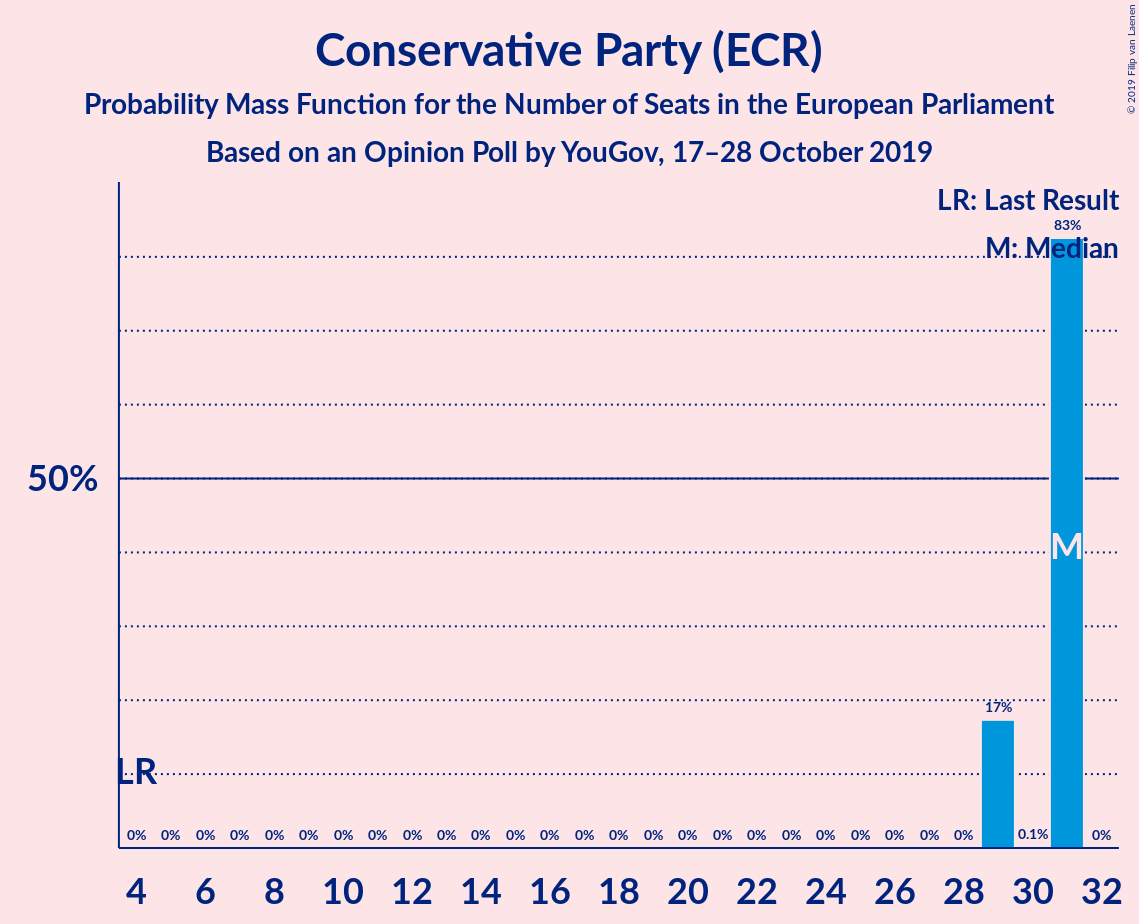 Conservative Party (ECR)
Probability Mass Function for the Number of Seats in the European Parliament
Based on an Opinion Poll by YouGov, 17–28 October 2019
© 2019 Filip van Laenen
LR: Last Result
83%
M: Median
50%
M
17%
LR
0% 0% 0% 0% 0% 0% 0% 0% 0% 0% 0% 0% 0% 0% 0% 0% 0% 0% 0% 0% 0% 0% 0% 0% 0% 0.1% 0%
4 6 8 10 12 14 16 18 20 22 24 26 28 30 32